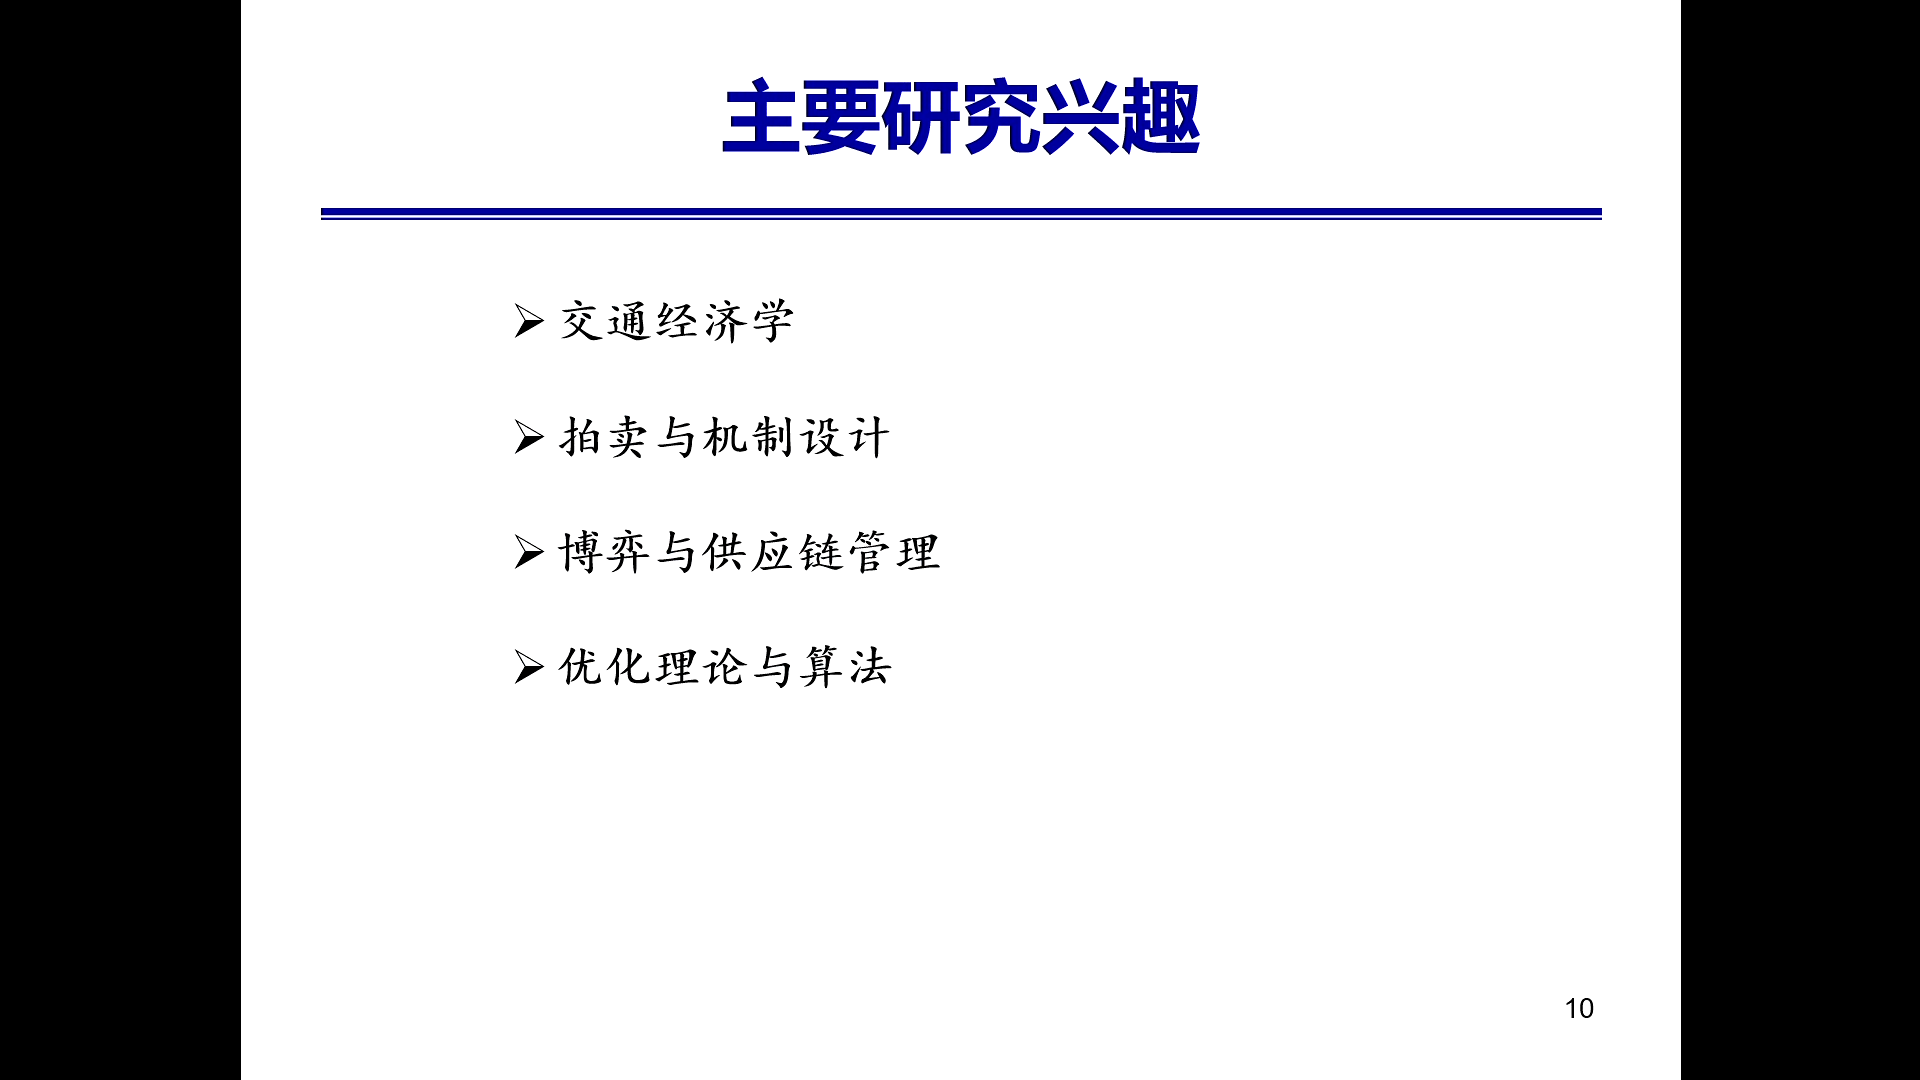 主要研究兴趣
➢ 交通经济学
➢ 拍卖与机制设计
➢ 博弈与供应链管理
➢ 优化理论与算法
10